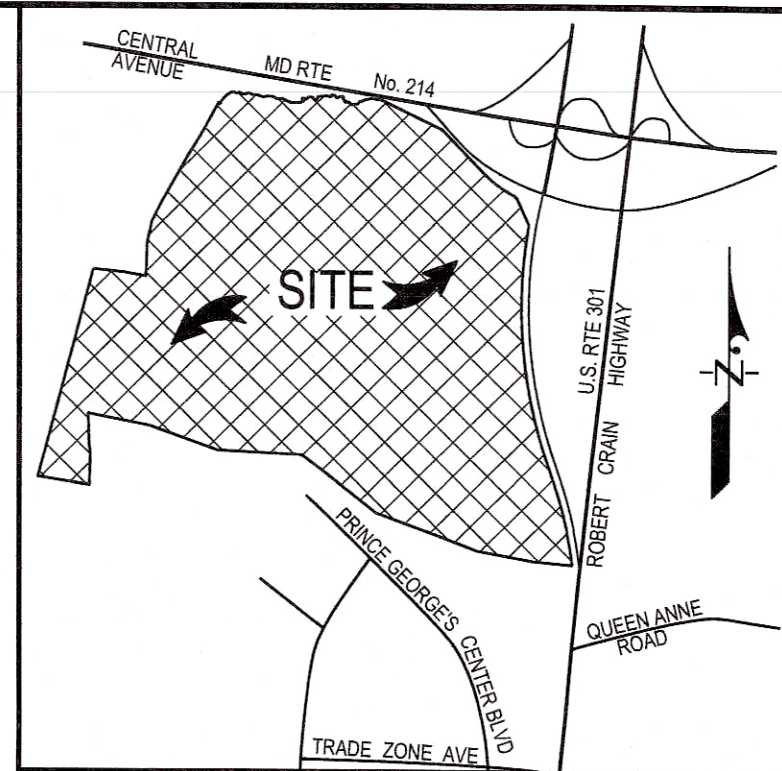 CENTRAL
AVENUE
MD RTE
No. 214
SITE
U.S. RTE 301
ROBERT CRAIN HIGHWAY
N
PRINCE GEORGE'S CENTER BLVD
QUEEN ANNE
ROAD
TRADE ZONE AVE